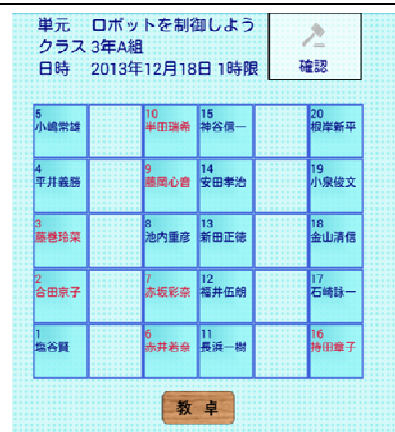 単元 ロボットを制御しよう
クラス 3年A組
日時 2013年12月18日 1時限
確認
5 10 15 20
小嶋常雄 半田瑞希 神谷信一 根岸新平
4 9 14 19
平井義勝 藤岡心音 安田孝治 小泉俊文
3 8 13 18
藤巻玲菜 池内重彦 新田正徳 金山清信
2 7 12 17
合田京子 赤坂彩奈 福井伍朗 石崎詠一
1 6 11 16
塩谷賢 赤井若奈 長浜一樹 持田章子
教卓